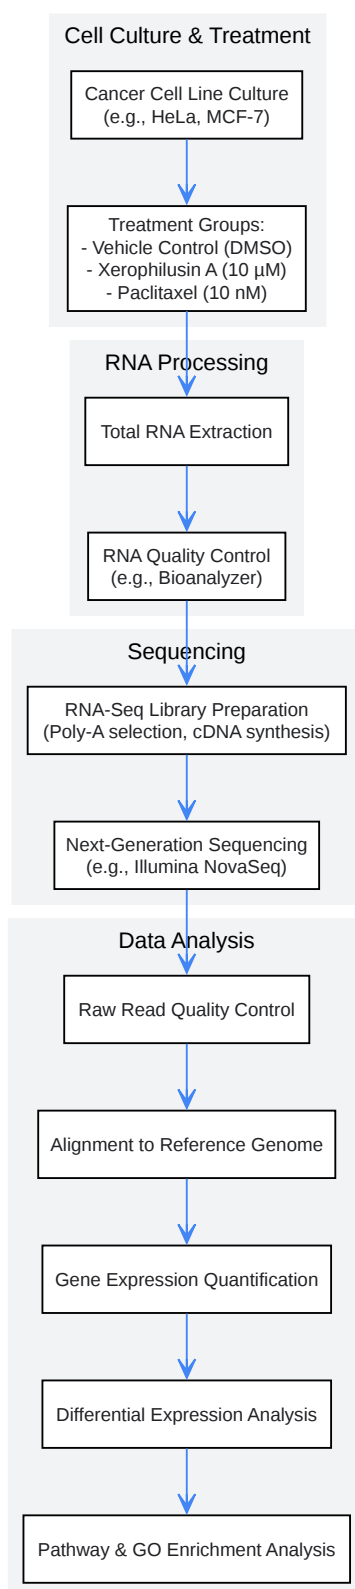 Cell Culture & Treatment
Cancer Cell Line Culture
(e.g., HeLa, MCF-7)
Treatment Groups:
- Vehicle Control (DMSO)
- Xerophilusin A (10 µM)
- Paclitaxel (10 nM)
RNA Processing
Total RNA Extraction
RNA Quality Control
(e.g., Bioanalyzer)
Sequencing
RNA-Seq Library Preparation
(Poly-A selection, cDNA synthesis)
Next-Generation Sequencing
(e.g., Illumina NovaSeq)
Data Analysis
Raw Read Quality Control
Alignment to Reference Genome
Gene Expression Quantification
Differential Expression Analysis
Pathway & GO Enrichment Analysis